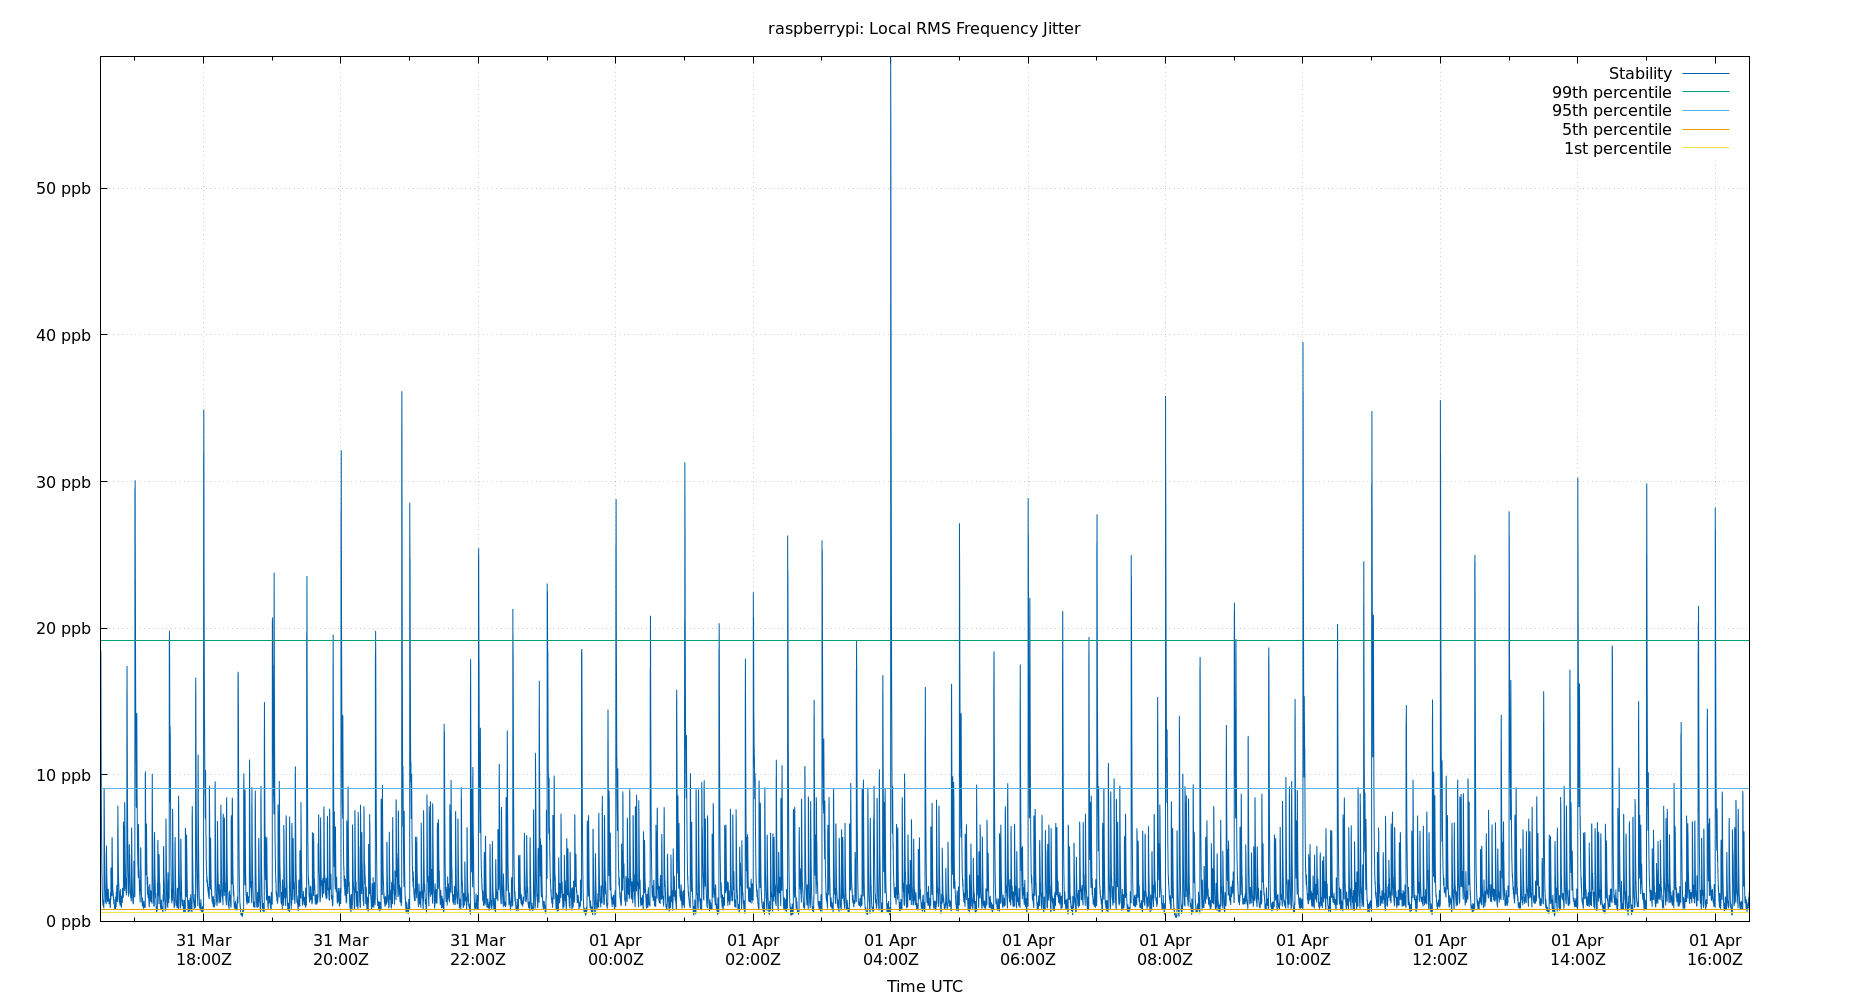 raspberrypi: Local RMS Frequency Jitter
Stability
99th percentile
95th percentile
5th percentile
1st percentile
50 ppb
40 ppb
30 ppb
20 ppb
10 ppb
0 ppb
31 Mar 31 Mar 31 Mar 01 Apr 01 Apr 01 Apr 01 Apr 01 Apr 01 Apr 01 Apr 01 Apr 01 Apr
18:00Z 20:00Z 22:00Z 00:00Z 02:00Z 04:00Z 06:00Z 08:00Z 10:00Z 12:00Z 14:00Z 16:00Z
Time UTC